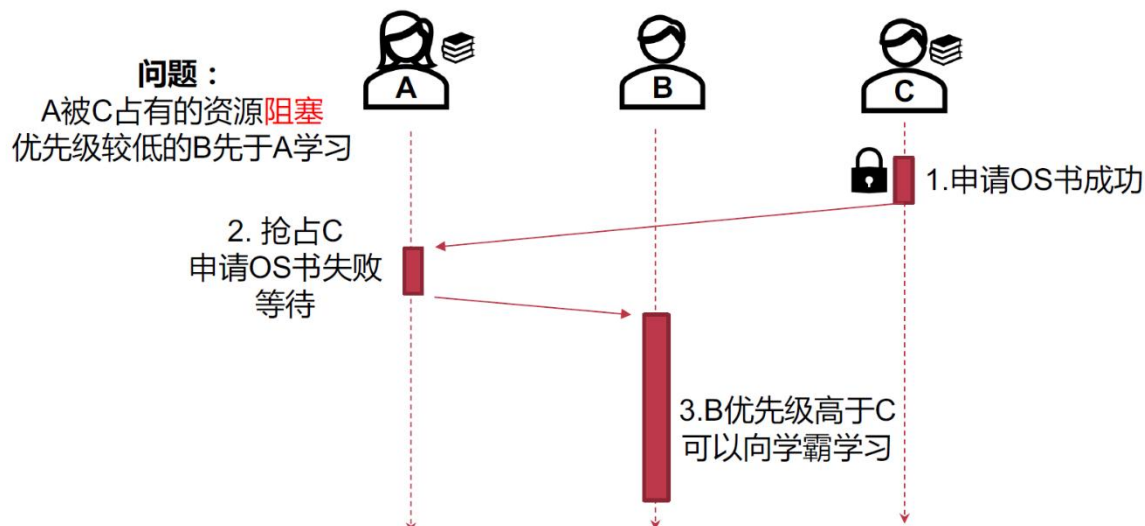 问题：
A被C占有的资源阻塞
优先级较低的B先于A学习
A
B
C
1.申请OS书成功
2. 抢占C
申请OS书失败
等待
3.B优先级高于C
可以向学霸学习